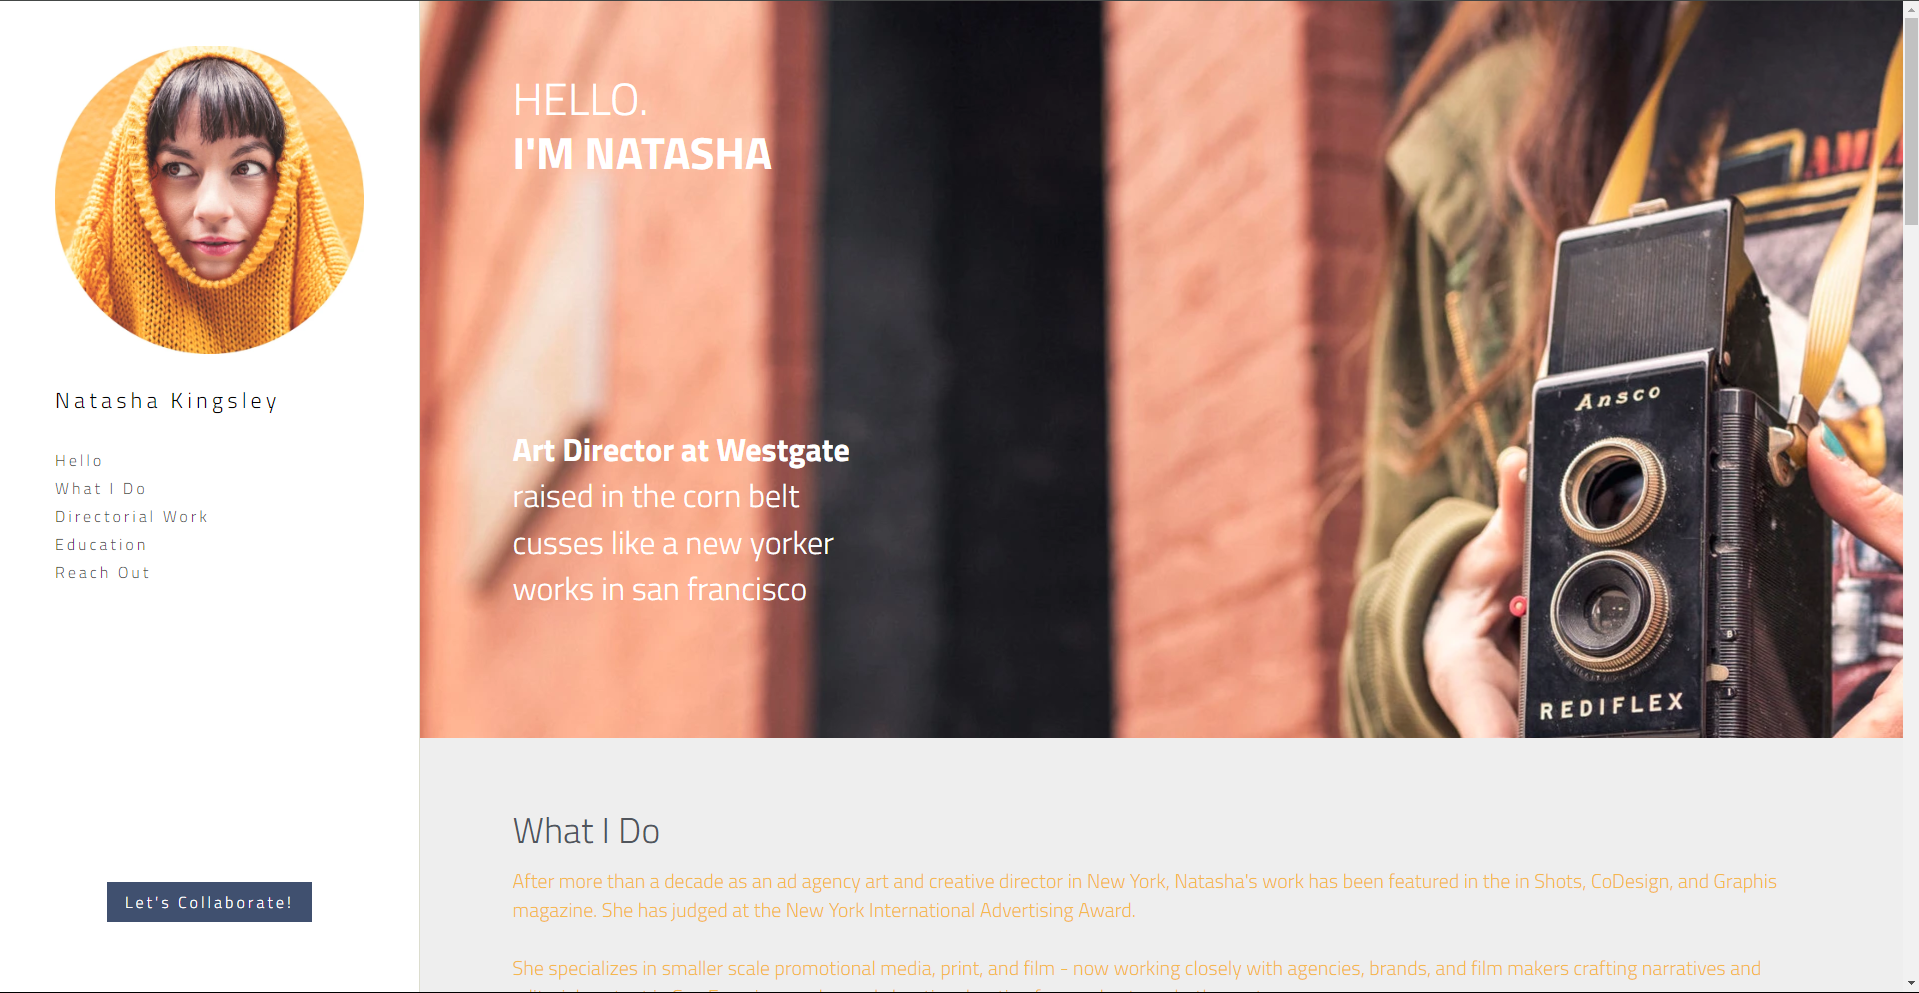 Natasha Kingsley
Hello
What I Do
Directorial Work
Education
Reach Out
Let's Collaborate!
HELLO.
I'M NATASHA
Art Director at Westgate
raised in the corn belt
cusses like a new yorker
works in san francisco
Ansco
REDIFLEX
What I Do
After more than a decade as an ad agency art and creative director in New York, Natasha's work has been featured in the in Shots, CoDesign, and Graphis
magazine. She has judged at the New York International Advertising Award.
She specializes in smaller scale promotional media, print, and film - now working closely with agencies, brands, and film makers crafting narratives and